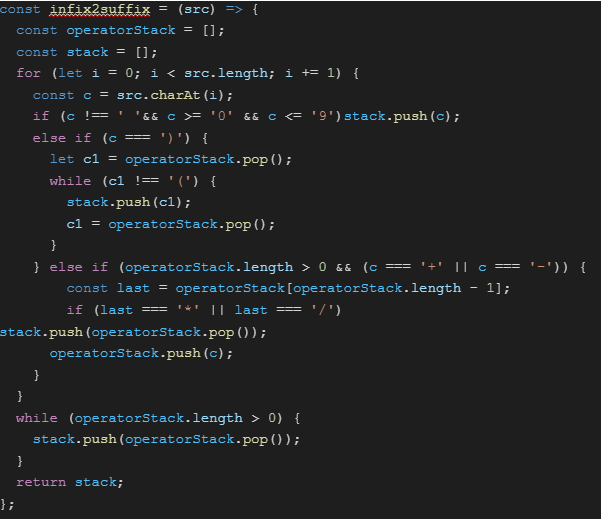 const infix2suffix = (src) => {
  const operatorStack = [];
  const stack = [];
  for (let i = 0; i < src.length; i += 1) {
    const c = src.charAt(i);
    if (c !== ' '&& c >= '0' && c <= '9')stack.push(c);
    else if (c === ')') {
      let c1 = operatorStack.pop();
      while (c1 !== '(') {
        stack.push(c1);
        c1 = operatorStack.pop();
      }
    } else if (operatorStack.length > 0 && (c === '+' || c === '-')) {
        const last = operatorStack[operatorStack.length - 1];
        if (last === '*' || last === '/')
stack.push(operatorStack.pop());
      operatorStack.push(c);
    }
  }
  while (operatorStack.length > 0) {
    stack.push(operatorStack.pop());
  }
  return stack;
};